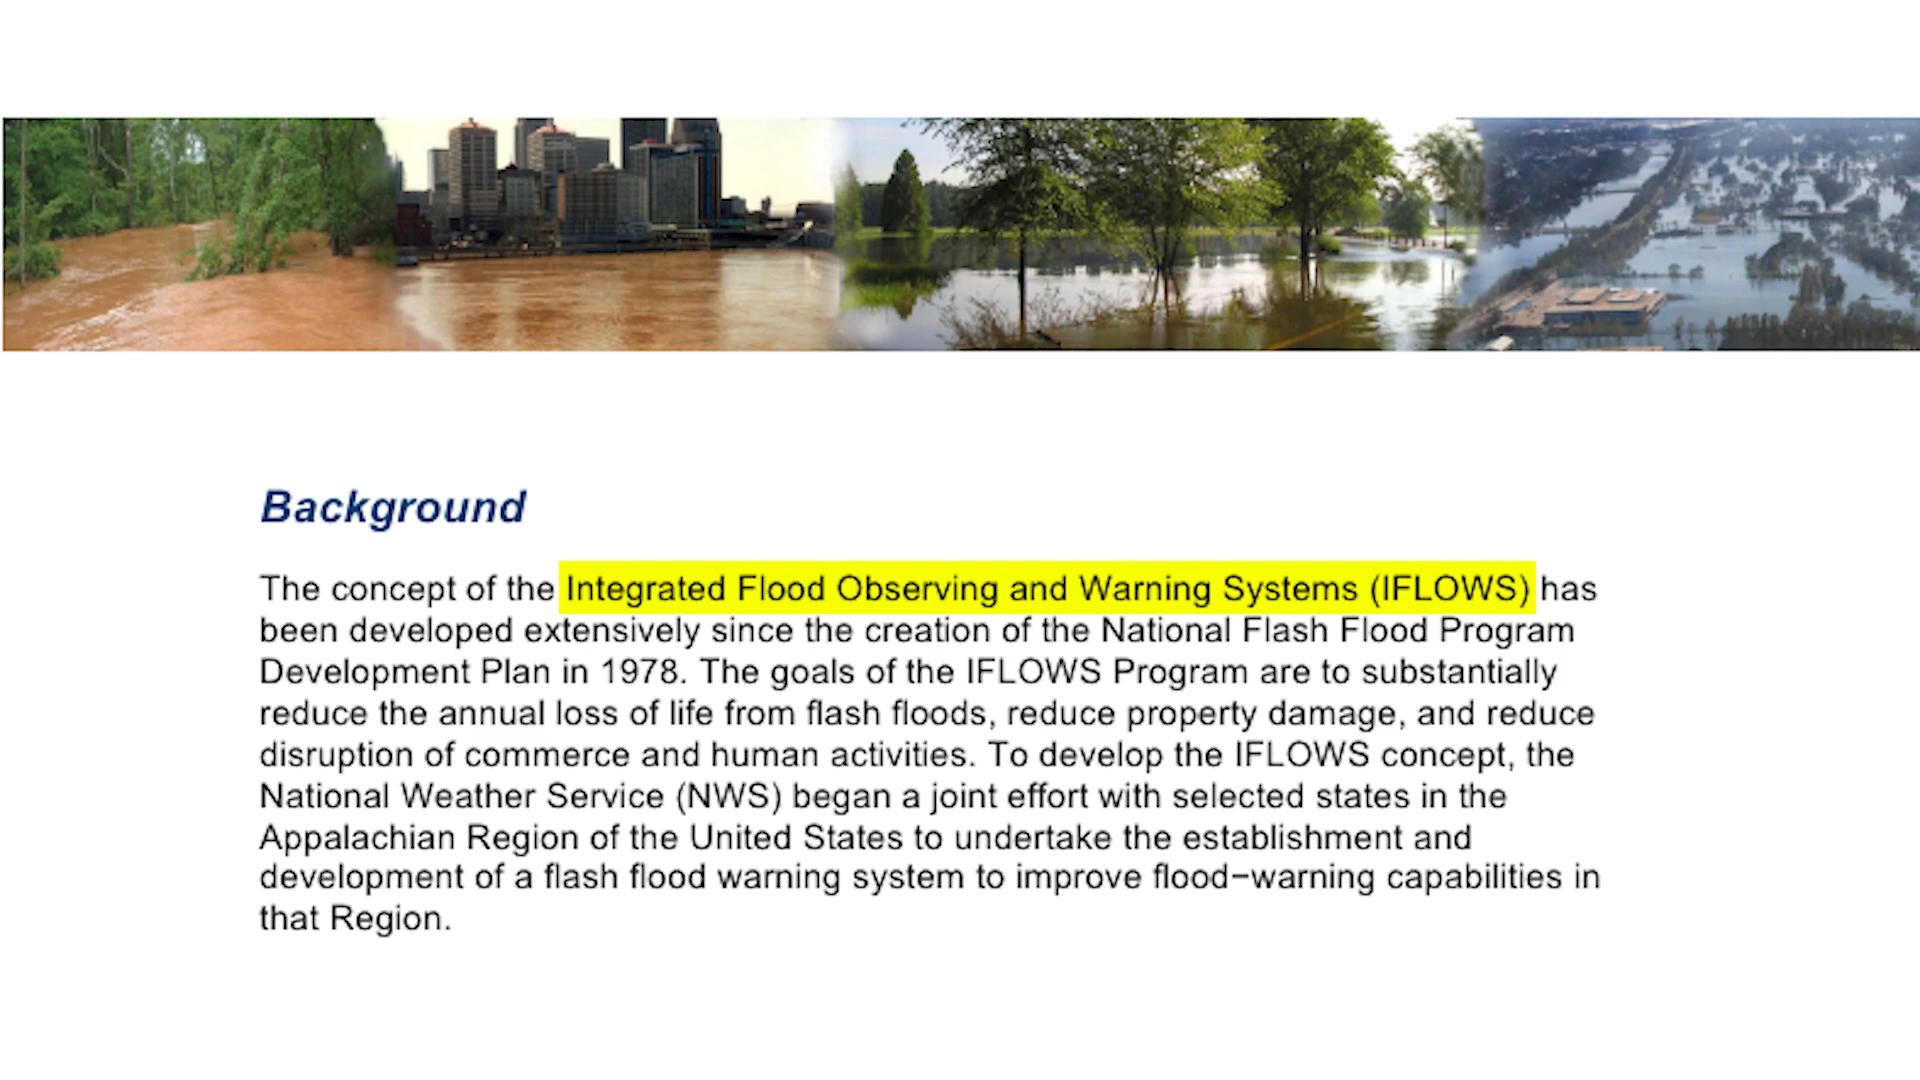 Background
The concept of the Integrated Flood Observing and Warning Systems (IFLOWS) has
been developed extensively since the creation of the National Flash Flood Program
Development Plan in 1978. The goals of the IFLOWS Program are to substantially
reduce the annual loss of life from flash floods, reduce property damage, and reduce
disruption of commerce and human activities. To develop the IFLOWS concept, the
National Weather Service (NWS) began a joint effort with selected states in the
Appalachian Region of the United States to undertake the establishment and
development of a flash flood warning system to improve flood−warning capabilities in
that Region.